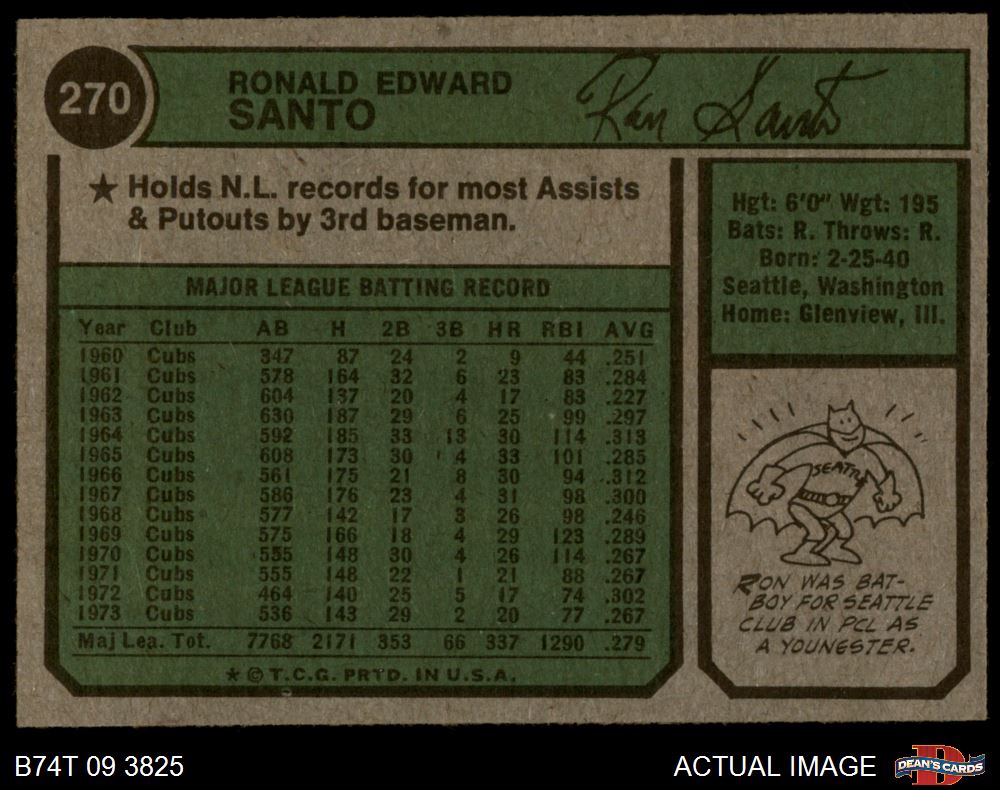 270
RONALD EDWARD
SANTO
Ron Santo
★ Holds N.L. records for most Assists
& Putouts by 3rd baseman.
MAJOR LEAGUE BATTING RECORD
Year Club AB H 2B 3B HR RBI AVG
1960 Cubs 347 87 24 2 9 44 .251
1961 Cubs 578 164 32 6 23 83 .284
1962 Cubs 604 137 20 4 17 83 .227
1963 Cubs 630 187 29 6 25 99 .297
1964 Cubs 592 185 33 13 30 114 .313
1965 Cubs 608 173 30 4 33 101 .285
1966 Cubs 561 175 21 8 30 94 .312
1967 Cubs 586 176 23 4 31 98 .300
1968 Cubs 577 142 17 3 26 98 .246
1969 Cubs 575 166 18 4 29 123 .289
1970 Cubs 555 148 30 4 26 114 .267
1971 Cubs 555 148 22 1 21 88 .267
1972 Cubs 464 140 25 5 17 74 .302
1973 Cubs 536 143 29 2 20 77 .267
Maj Lea. Tot. 7768 2171 353 66 337 1290 .279
★ © T.C.G. PRTD. IN U.S.A.
Hgt: 6'0" Wgt: 195
Bats: R. Throws: R.
Born: 2-25-40
Seattle, Washington
Home: Glenview, Ill.
SEATTLE
RON WAS BAT-
BOY FOR SEATTLE
CLUB IN PCL AS
A YOUNGSTER.
B74T 09 3825
ACTUAL IMAGE
DEAN'S CARDS